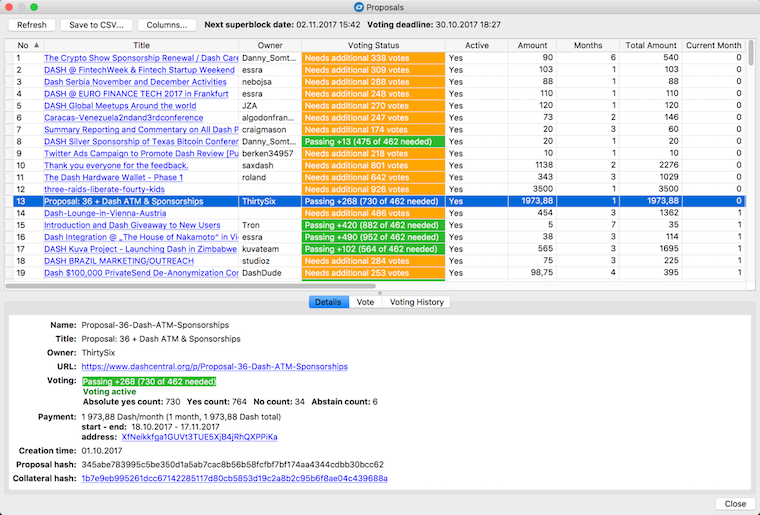 Proposals
Refresh Save to CSV... Columns... Next superblock date: 02.11.2017 15:42 Voting deadline: 30.10.2017 18:27
No Title Owner Voting Status Active Amount Months Total Amount Current Month
1 The Crypto Show Sponsorship Renewal / Dash Care Danny_Somt... Needs additional 338 votes Yes 90 6 540 0
2 DASH @ FintechWeek & Fintech Startup Weekend essra Needs additional 309 votes Yes 103 1 103 0
3 Dash Serbia November and December Activities nebojsa Needs additional 268 votes Yes 88 1 88 0
4 DASH @ EURO FINANCE TECH 2017 in Frankfurt essra Needs additional 248 votes Yes 110 1 110 0
5 DASH Global Meetups Around the world JZA Needs additional 270 votes Yes 120 1 120 0
6 Caracas-Venezuela2ndand3rdconference algodonfran... Needs additional 247 votes Yes 73 2 146 0
7 Summary Reporting and Commentary on All Dash P craigmason Needs additional 174 votes Yes 20 3 60 0
8 DASH Silver Sponsorship of Texas Bitcoin Conferen Danny_Somt... Passing +13 (475 of 462 needed) Yes 20 1 20 0
9 Twitter Ads Campaign to Promote Dash Review [Pu berken34957 Needs additional 218 votes Yes 10 1 10 0
10 Thank you everyone for the feedback. saxdash Needs additional 801 votes Yes 1138 2 2276 0
11 The Dash Hardware Wallet - Phase 1 roland Needs additional 642 votes Yes 343 3 1029 0
12 three-raids-liberate-fourty-kids Needs additional 926 votes Yes 3500 1 3500 0
13 Proposal: 36 + Dash ATM & Sponsorships ThirtySix Passing +268 (730 of 462 needed) Yes 1973,88 1 1973,88 0
14 Dash-Lounge-in-Vienna-Austria Needs additional 486 votes Yes 454 3 1362 1
15 Introduction and Dash Giveaway to New Users Tron Passing +420 (882 of 462 needed) Yes 5 7 35 1
16 Dash Integration @ „The House of Nakamoto“ in Vi essra Passing +490 (952 of 462 needed) Yes 38 3 114 1
17 DASH Kuva Project - Launching Dash in Zimbabwe kuvateam Passing +102 (564 of 462 needed) Yes 565 3 1695 1
18 DASH BRAZIL MARKETING/OUTREACH studioz Needs additional 284 votes Yes 75 3 225 1
19 Dash $100,000 PrivateSend De-Anonymization Con DashDude Needs additional 253 votes Yes 98,75 4 395 1
Details Vote Voting History
Name: Proposal-36-Dash-ATM-Sponsorships
Title: Proposal: 36 + Dash ATM & Sponsorships
Owner: ThirtySix
URL: https://www.dashcentral.org/p/Proposal-36-Dash-ATM-Sponsorships
Voting: Passing +268 (730 of 462 needed)
Voting active
Absolute yes count: 730 Yes count: 764 No count: 34 Abstain count: 6
Payment: 1 973,88 Dash/month (1 month, 1 973,88 Dash total)
start - end: 18.10.2017 - 17.11.2017
address: XfNeikkfga1GUVt3TUE5XjB4jRhQXPPiKa
Creation time: 01.10.2017
Proposal hash: 345abe783995c5be350d1a5ab7cac8b56b58fcfbf7bf174aa4344cdbb30bcc62
Collateral hash: 1b7e9eb995261dcc67142285117d80cb5853d19c2a8b2c95b6f8ae04c439688a
Close